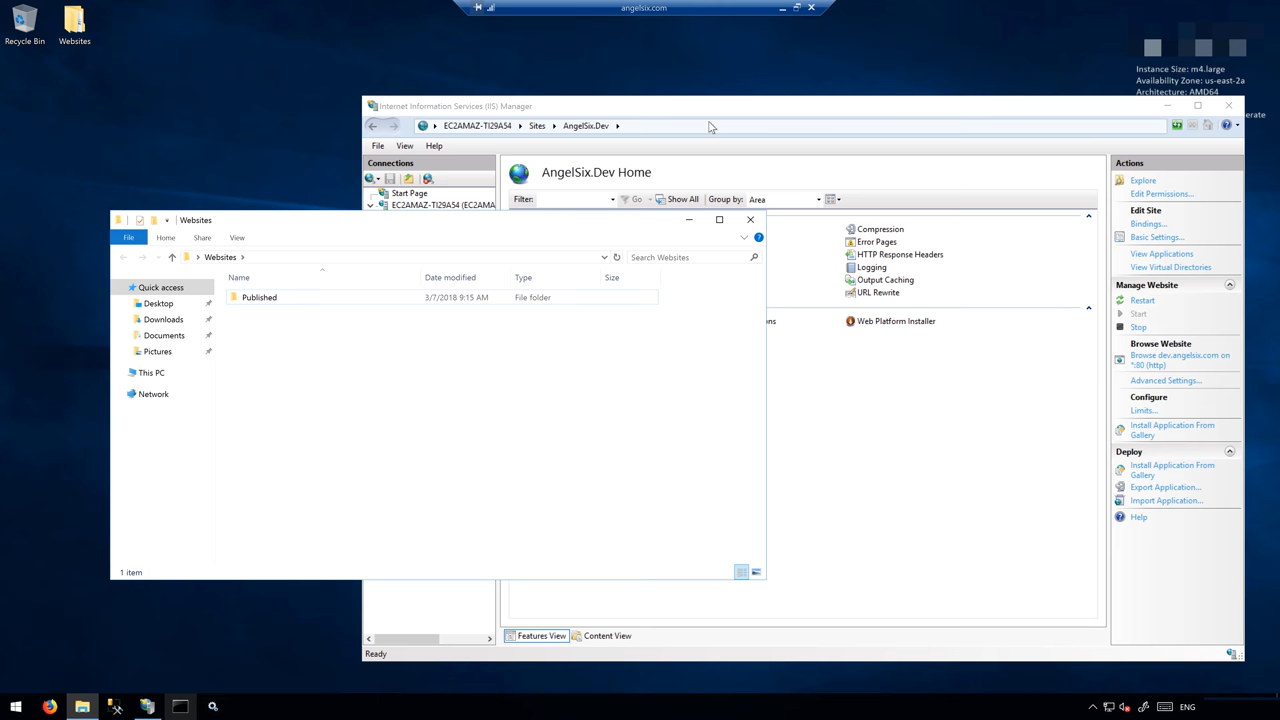 angelsix.com
Recycle Bin
Websites
Instance Size: m4.large
Availability Zone: us-east-2a
Architecture: AMD64
erate
Internet Information Services (IIS) Manager
EC2AMAZ-TI29A54 Sites AngelSix.Dev
File View Help
Connections
Start Page
EC2AMAZ-TI29A54 (EC2AMA
AngelSix.Dev Home
Filter: Go Show All Group by: Area
Compression
Error Pages
HTTP Response Headers
Logging
Output Caching
URL Rewrite
ons
Web Platform Installer
Features View Content View
Ready
Actions
Explore
Edit Permissions...
Edit Site
Bindings...
Basic Settings...
View Applications
View Virtual Directories
Manage Website
Restart
Start
Stop
Browse Website
Browse dev.angelsix.com on
*:80 (http)
Advanced Settings...
Configure
Limits...
Install Application From
Gallery
Deploy
Install Application From
Gallery
Export Application...
Import Application...
Help
Websites
File Home Share View
Websites
Search Websites
Name Date modified Type Size
Published 3/7/2018 9:15 AM File folder
Quick access
Desktop
Downloads
Documents
Pictures
This PC
Network
1 item
ENG